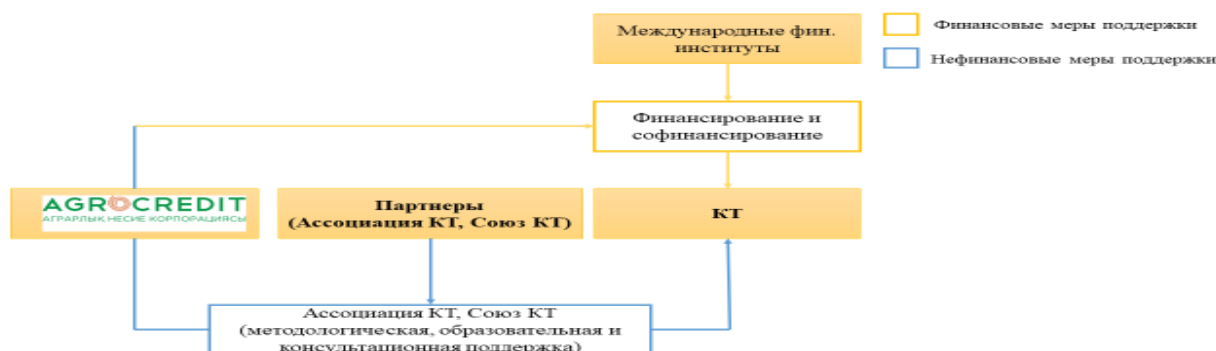 Международные фин.
институты
Финансовые меры поддержки
Нефинансовые меры поддержки
Финансирование и
софинансирование
AGROCREDIT
АГРАРЛЫҚ НЕСИЕ КОРПОРАЦИЯСЫ
Партнеры
(Ассоциация КТ, Союз КТ)
КТ
Ассоциация КТ, Союз КТ
(методологическая, образовательная и
консультационная поддержка)